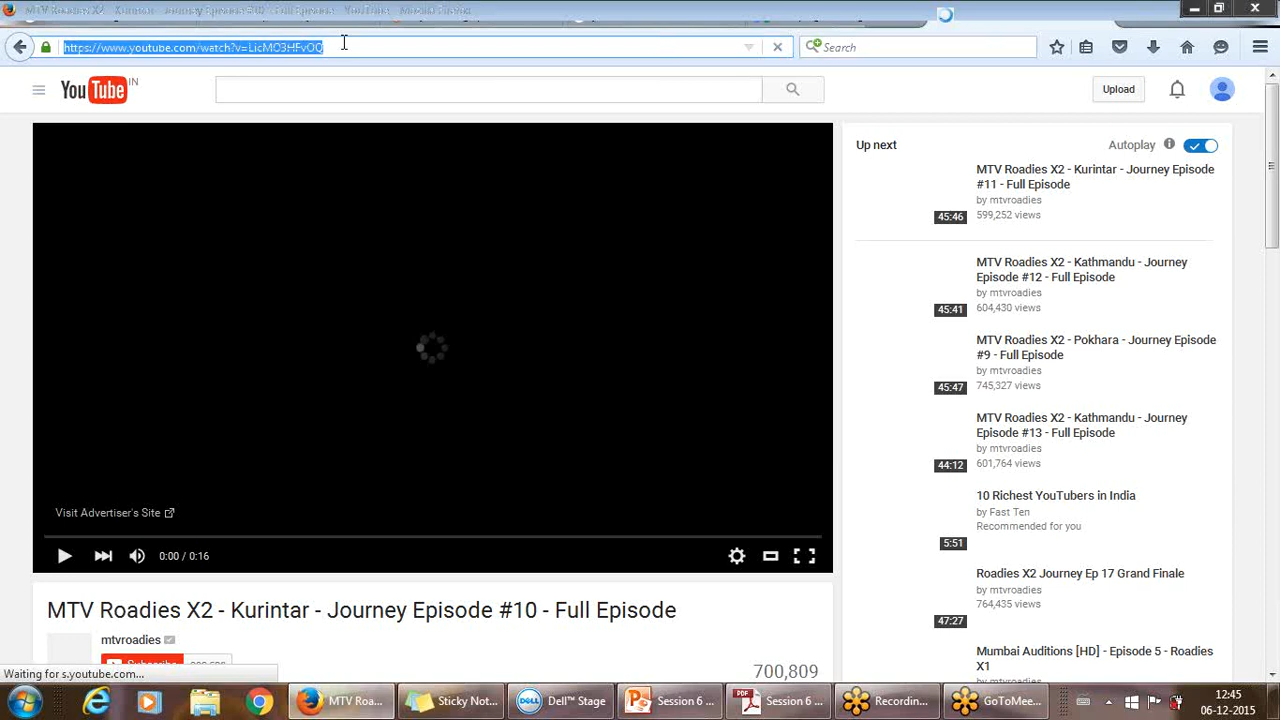 https://www.youtube.com/watch?v=LicMO3HFvOQ
Search
YouTube IN
Upload
Up next
Autoplay
MTV Roadies X2 - Kurintar - Journey Episode
#11 - Full Episode
by mtvroadies
599,252 views
45:46
MTV Roadies X2 - Kathmandu - Journey
Episode #12 - Full Episode
by mtvroadies
604,430 views
45:41
MTV Roadies X2 - Pokhara - Journey Episode
#9 - Full Episode
by mtvroadies
745,327 views
45:47
MTV Roadies X2 - Kathmandu - Journey
Episode #13 - Full Episode
by mtvroadies
601,764 views
44:12
10 Richest YouTubers in India
by Fast Ten
Recommended for you
5:51
Roadies X2 Journey Ep 17 Grand Finale
by mtvroadies
764,435 views
47:27
Mumbai Auditions [HD] - Episode 5 - Roadies
X1
Visit Advertiser's Site
0:00 / 0:16
MTV Roadies X2 - Kurintar - Journey Episode #10 - Full Episode
mtvroadies
Subscribe
700,809
Waiting for s.youtube.com...
MTV Roa...
Sticky Not...
Dell™ Stage
Session 6 ...
Session 6 ...
Recordin...
GoToMee...
12:45
06-12-2015